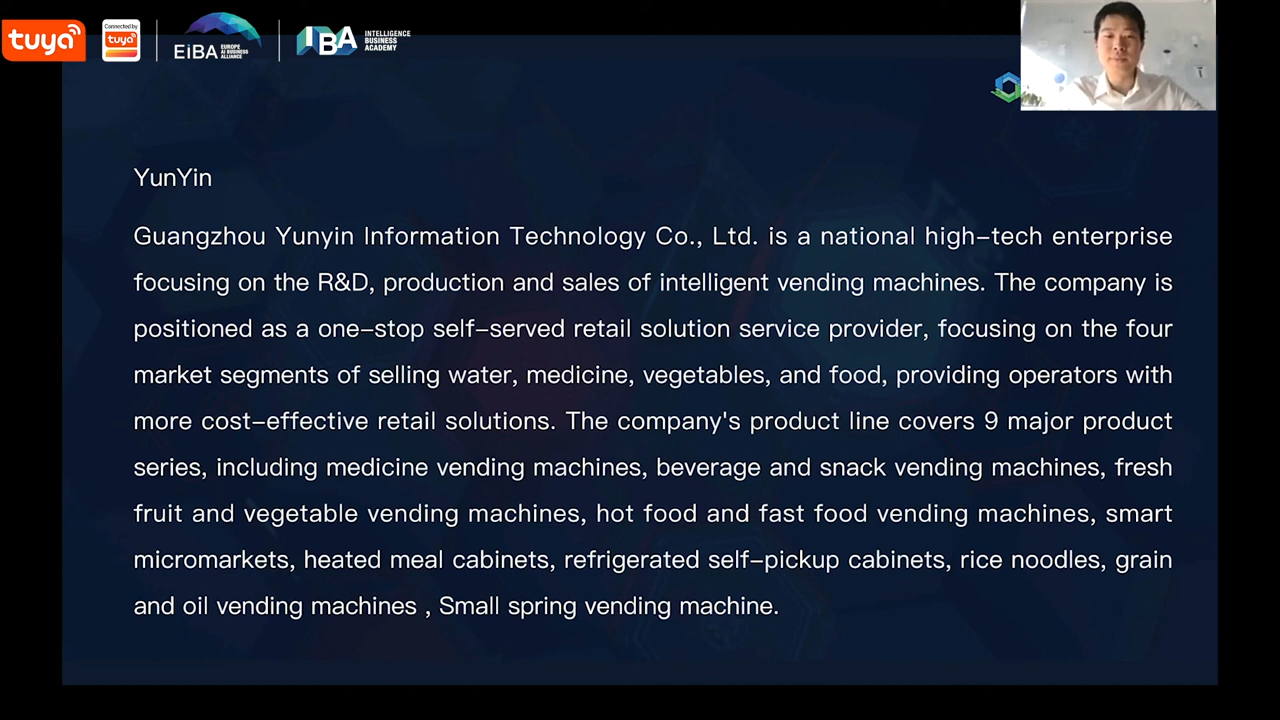 tuya
Connected by
tuya
EiBA EUROPE AI BUSINESS ALLIANCE
IBA INTELLIGENCE BUSINESS ACADEMY
YunYin
Guangzhou Yunyin Information Technology Co., Ltd. is a national high-tech enterprise
focusing on the R&D, production and sales of intelligent vending machines. The company is
positioned as a one-stop self-served retail solution service provider, focusing on the four
market segments of selling water, medicine, vegetables, and food, providing operators with
more cost-effective retail solutions. The company's product line covers 9 major product
series, including medicine vending machines, beverage and snack vending machines, fresh
fruit and vegetable vending machines, hot food and fast food vending machines, smart
micromarkets, heated meal cabinets, refrigerated self-pickup cabinets, rice noodles, grain
and oil vending machines , Small spring vending machine.